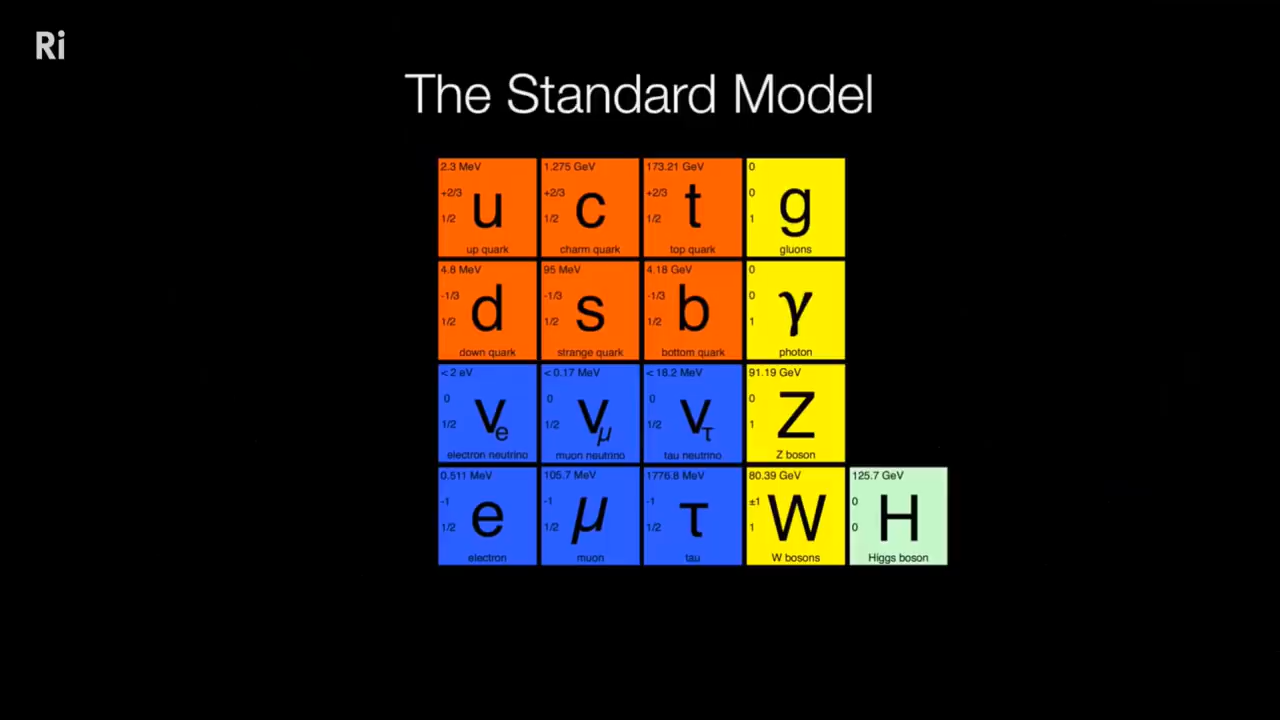 Ri
The Standard Model
2.3 MeV
+2/3
1/2
u
up quark
1.275 GeV
+2/3
1/2
c
charm quark
173.21 GeV
+2/3
1/2
t
top quark
0
0
1
g
gluons
4.8 MeV
-1/3
1/2
d
down quark
95 MeV
-1/3
1/2
s
strange quark
4.18 GeV
-1/3
1/2
b
bottom quark
0
0
1
γ
photon
< 2 eV
0
1/2
νe
electron neutrino
< 0.17 MeV
0
1/2
νμ
muon neutrino
< 18.2 MeV
0
1/2
ντ
tau neutrino
91.19 GeV
0
1
Z
Z boson
0.511 MeV
-1
1/2
e
electron
105.7 MeV
-1
1/2
μ
muon
1776.8 MeV
-1
1/2
τ
tau
80.39 GeV
±1
1
W
W bosons
125.7 GeV
0
0
H
Higgs boson